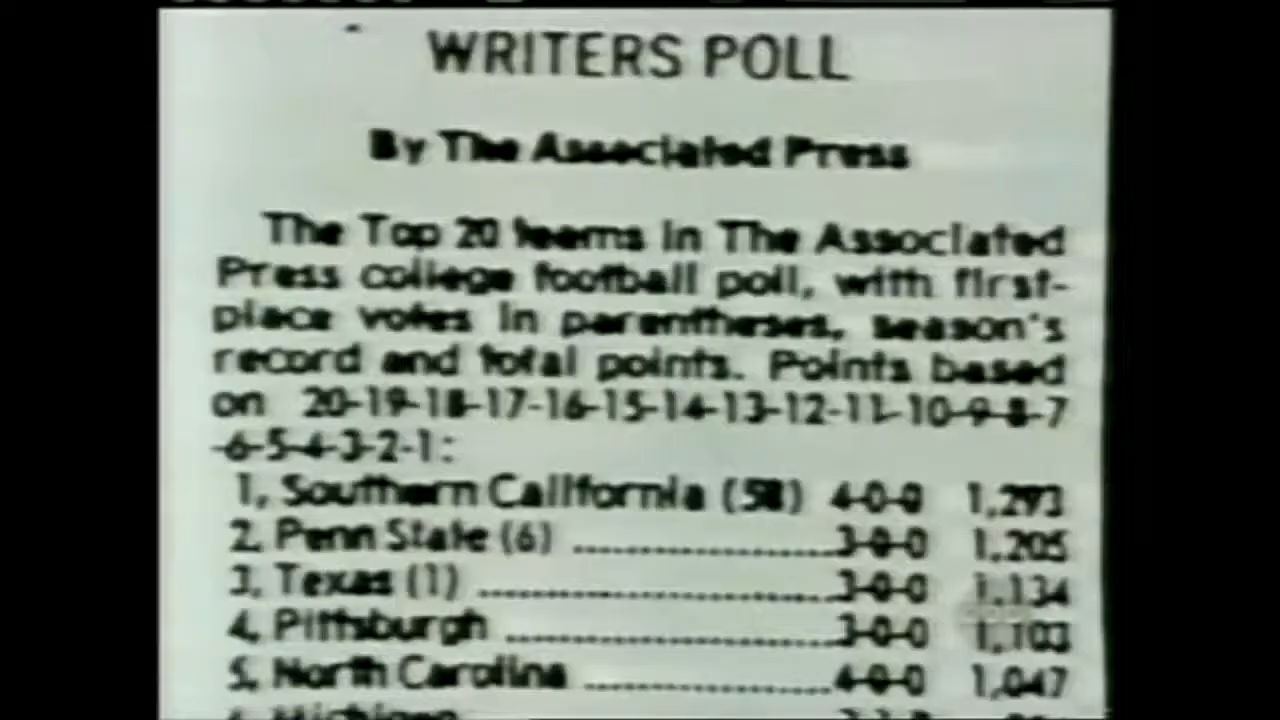 WRITERS POLL
By The Associated Press
The Top 20 teams in The Associated
Press college football poll, with first-
place votes in parentheses, season's
record and total points. Points based
on 20-19-18-17-16-15-14-13-12-11-10-9-8-7
-6-5-4-3-2-1:
1, Southern California (58) 4-0-0 1,293
2, Penn State (6) ........................ 3-0-0 1,205
3, Texas (1) ................................. 3-0-0 1,134
4, Pittsburgh .............................. 3-0-0 1,103
5, North Carolina ...................... 4-0-0 1,047
Michigan